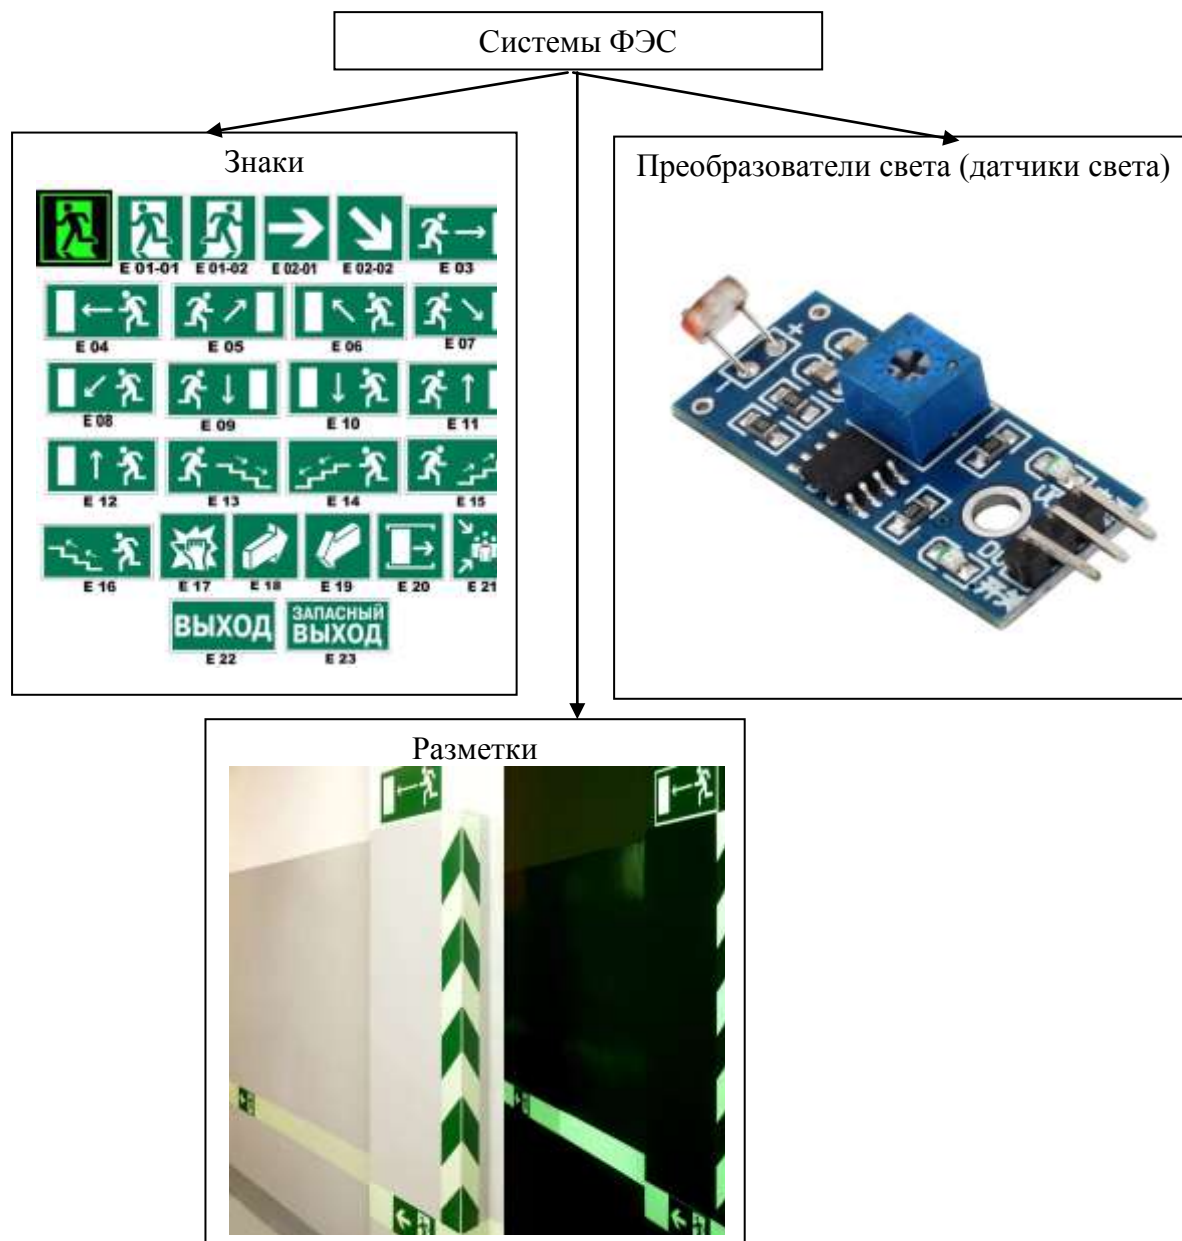 Системы ФЭС
Знаки
E 01-01 E 01-02 E 02-01 E 02-02 E 03
E 04 E 05 E 06 E 07
E 08 E 09 E 10 E 11
E 12 E 13 E 14 E 15
E 16 E 17 E 18 E 19 E 20 E 21
ВЫХОД
E 22
ЗАПАСНЫЙ
ВЫХОД
E 23
Преобразователи света (датчики света)
+
-
Разметки